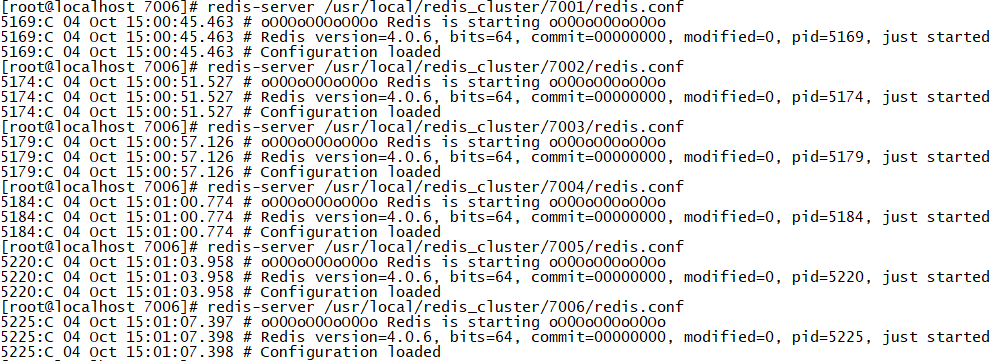 [root@localhost 7006]# redis-server /usr/local/redis_cluster/7001/redis.conf
5169:C 04 Oct 15:00:45.463 # oO0OoO0OoO0Oo Redis is starting oO0OoO0OoO0Oo
5169:C 04 Oct 15:00:45.463 # Redis version=4.0.6, bits=64, commit=00000000, modified=0, pid=5169, just started
5169:C 04 Oct 15:00:45.463 # Configuration loaded
[root@localhost 7006]# redis-server /usr/local/redis_cluster/7002/redis.conf
5174:C 04 Oct 15:00:51.527 # oO0OoO0OoO0Oo Redis is starting oO0OoO0OoO0Oo
5174:C 04 Oct 15:00:51.527 # Redis version=4.0.6, bits=64, commit=00000000, modified=0, pid=5174, just started
5174:C 04 Oct 15:00:51.527 # Configuration loaded
[root@localhost 7006]# redis-server /usr/local/redis_cluster/7003/redis.conf
5179:C 04 Oct 15:00:57.126 # oO0OoO0OoO0Oo Redis is starting oO0OoO0OoO0Oo
5179:C 04 Oct 15:00:57.126 # Redis version=4.0.6, bits=64, commit=00000000, modified=0, pid=5179, just started
5179:C 04 Oct 15:00:57.126 # Configuration loaded
[root@localhost 7006]# redis-server /usr/local/redis_cluster/7004/redis.conf
5184:C 04 Oct 15:01:00.774 # oO0OoO0OoO0Oo Redis is starting oO0OoO0OoO0Oo
5184:C 04 Oct 15:01:00.774 # Redis version=4.0.6, bits=64, commit=00000000, modified=0, pid=5184, just started
5184:C 04 Oct 15:01:00.774 # Configuration loaded
[root@localhost 7006]# redis-server /usr/local/redis_cluster/7005/redis.conf
5220:C 04 Oct 15:01:03.958 # oO0OoO0OoO0Oo Redis is starting oO0OoO0OoO0Oo
5220:C 04 Oct 15:01:03.958 # Redis version=4.0.6, bits=64, commit=00000000, modified=0, pid=5220, just started
5220:C 04 Oct 15:01:03.958 # Configuration loaded
[root@localhost 7006]# redis-server /usr/local/redis_cluster/7006/redis.conf
5225:C 04 Oct 15:01:07.397 # oO0OoO0OoO0Oo Redis is starting oO0OoO0OoO0Oo
5225:C 04 Oct 15:01:07.398 # Redis version=4.0.6, bits=64, commit=00000000, modified=0, pid=5225, just started
5225:C 04 Oct 15:01:07.398 # Configuration loaded